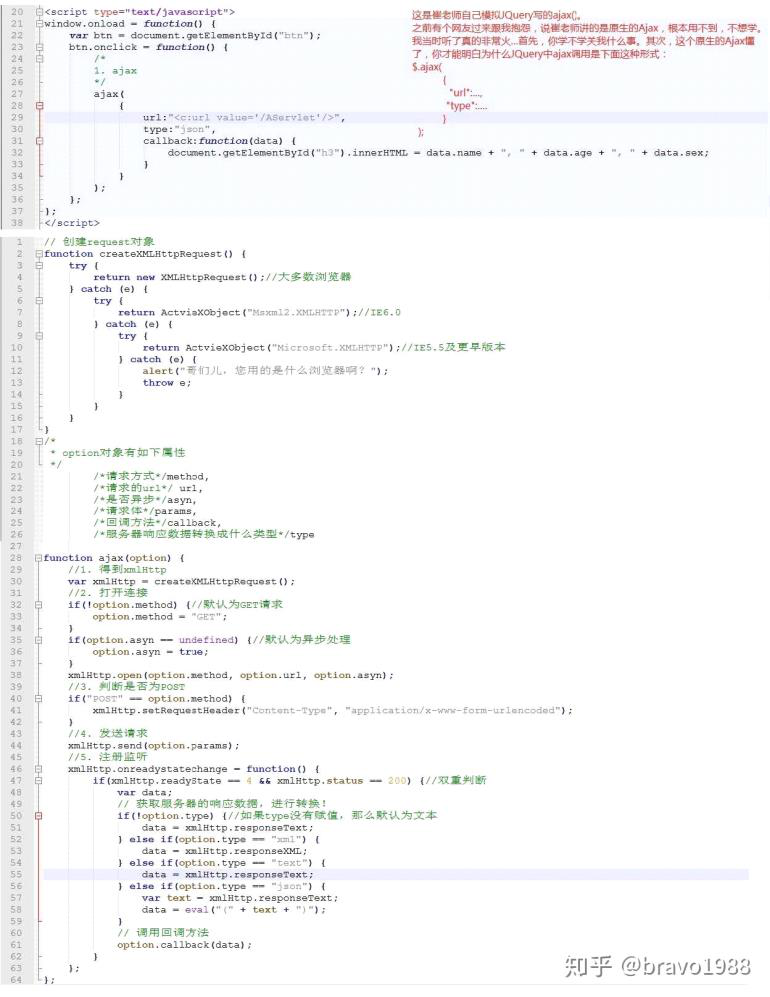 20 <script type="text/javascript">
21 window.onload = function() {
22 var btn = document.getElementById("btn");
23 btn.onclick = function() {
24 /*
25 1. ajax
26 */
27 ajax(
28 {
29 url:"<c:url value='/AServlet'/>",
30 type:"json",
31 callback:function(data) {
32 document.getElementById("h3").innerHTML = data.name + ", " + data.age + ", " + data.sex;
33 }
34 }
35 );
36 };
37 };
38 </script>
这是崔老师自己模拟JQuery写的ajax()。
之前有个网友过来跟我抱怨，说崔老师讲的是原生的Ajax，根本用不到，不想学。
我当时听了真的非常火...首先，你学不学关我什么事。其次，这个原生的Ajax懂
了，你才能明白为什么JQuery中ajax调用是下面这种形式：
$.ajax(
{
"url":...,
"type":....
}
);
1 // 创建request对象
2 function createXMLHttpRequest() {
3 try {
4 return new XMLHttpRequest();//大多数浏览器
5 } catch (e) {
6 try {
7 return ActvieXObject("Msxml2.XMLHTTP");//IE6.0
8 } catch (e) {
9 try {
10 return ActvieXObject("Microsoft.XMLHTTP");//IE5.5及更早版本
11 } catch (e) {
12 alert("哥们儿，您用的是什么浏览器啊？");
13 throw e;
14 }
15 }
16 }
17 }
18 /*
19 * option对象有如下属性
20 */
21 /*请求方式*/method,
22 /*请求的url*/ url,
23 /*是否异步*/asyn,
24 /*请求体*/params,
25 /*回调方法*/callback,
26 /*服务器响应数据转换成什么类型*/type
27
28 function ajax(option) {
29 //1. 得到xmlHttp
30 var xmlHttp = createXMLHttpRequest();
31 //2. 打开连接
32 if(!option.method) {//默认为GET请求
33 option.method = "GET";
34 }
35 if(option.asyn == undefined) {//默认为异步处理
36 option.asyn = true;
37 }
38 xmlHttp.open(option.method, option.url, option.asyn);
39 //3. 判断是否为POST
40 if("POST" == option.method) {
41 xmlHttp.setRequestHeader("Content-Type", "application/x-www-form-urlencoded");
42 }
43 //4. 发送请求
44 xmlHttp.send(option.params);
45 //5. 注册监听
46 xmlHttp.onreadystatechange = function() {
47 if(xmlHttp.readyState == 4 && xmlHttp.status == 200) {//双重判断
48 var data;
49 // 获取服务器的响应数据，进行转换！
50 if(!option.type) {//如果type没有赋值，那么默认为文本
51 data = xmlHttp.responseText;
52 } else if(option.type == "xml") {
53 data = xmlHttp.responseXML;
54 } else if(option.type == "text") {
55 data = xmlHttp.responseText;
56 } else if(option.type == "json") {
57 var text = xmlHttp.responseText;
58 data = eval("(" + text + ")");
59 }
60 // 调用回调方法
61 option.callback(data);
62 }
63 };
64 };
知乎 @bravo1988